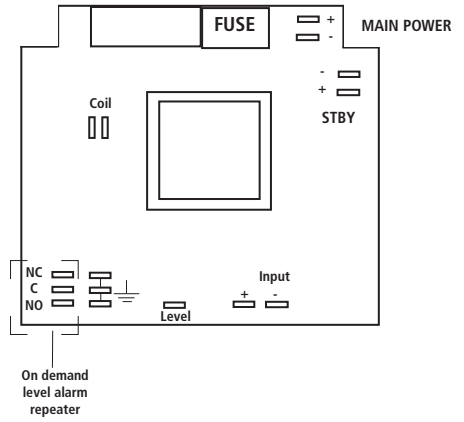 FUSE
+
MAIN POWER
-
-
+
STBY
Coil
NC
C
NO
Input
+ -
Level
On demand
level alarm
repeater